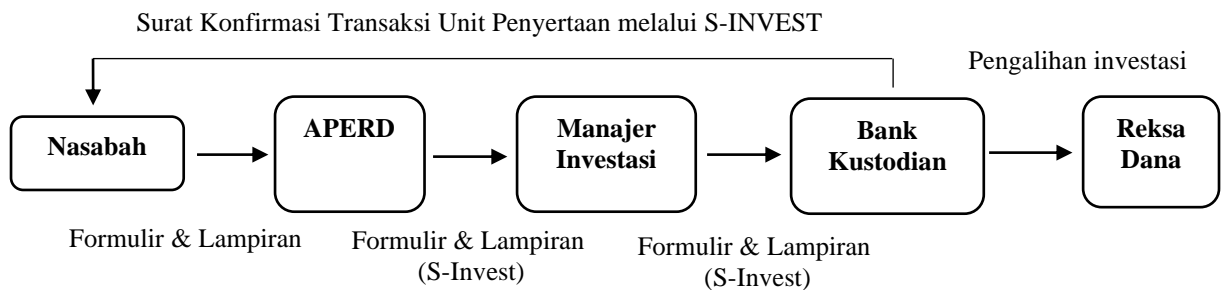 Surat Konfirmasi Transaksi Unit Penyertaan melalui S-INVEST
Pengalihan investasi
Nasabah
APERD
Manajer
Investasi
Bank
Kustodian
Reksa
Dana
Formulir & Lampiran
Formulir & Lampiran
(S-Invest)
Formulir & Lampiran
(S-Invest)